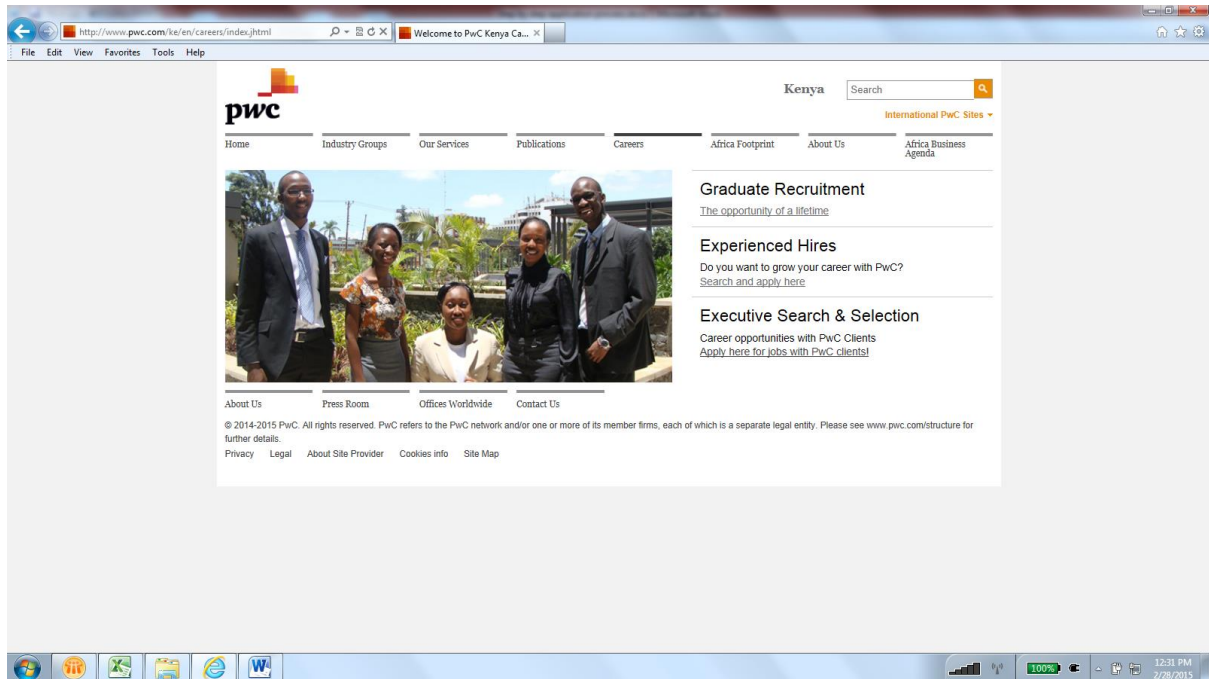 http://www.pwc.com/ke/en/careers/index.jhtml
Welcome to PwC Kenya Ca...
File Edit View Favorites Tools Help
pwc
Kenya
Search
International PwC Sites
Home Industry Groups Our Services Publications Careers Africa Footprint About Us Africa Business
Agenda
Graduate Recruitment
The opportunity of a lifetime
Experienced Hires
Do you want to grow your career with PwC?
Search and apply here
Executive Search & Selection
Career opportunities with PwC Clients
Apply here for jobs with PwC clients!
About Us Press Room Offices Worldwide Contact Us
© 2014-2015 PwC. All rights reserved. PwC refers to the PwC network and/or one or more of its member firms, each of which is a separate legal entity. Please see www.pwc.com/structure for
further details.
Privacy Legal About Site Provider Cookies info Site Map
100%
12:31 PM
2/28/2015